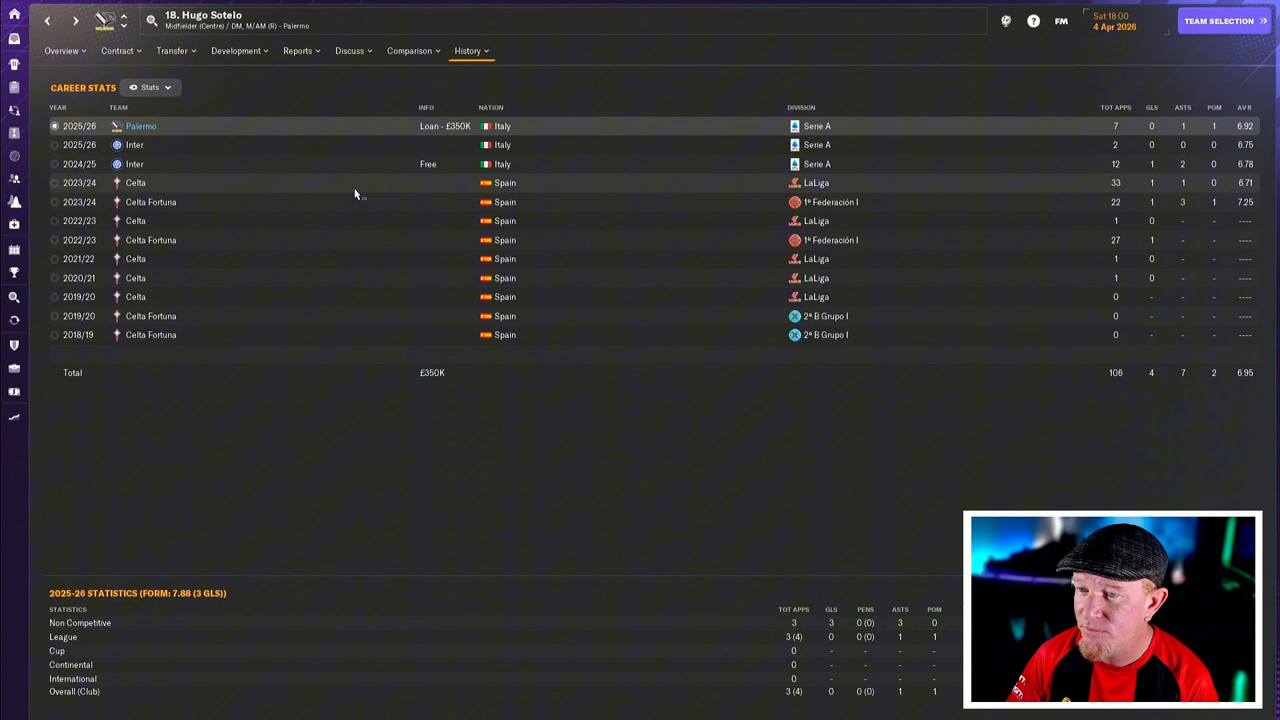 18. Hugo Sotelo
Midfielder (Centre) / DM, M/AM (R) - Palermo
? FM Sat 18:00 TEAM SELECTION
4 Apr 2026
Overview Contract Transfer Development Reports Discuss Comparison History
CAREER STATS Stats
YEAR TEAM INFO NATION DIVISION TOT APPS GLS ASTS POM AV R
2025/26 Palermo Loan - £350K Italy Serie A 7 0 1 1 6.92
2025/26 Inter Italy Serie A 2 0 0 0 6.75
2024/25 Inter Free Italy Serie A 12 1 2 0 6.78
2023/24 Celta Spain LaLiga 33 1 1 0 6.71
2023/24 Celta Fortuna Spain 1ª Federación I 22 1 3 1 7.25
2022/23 Celta Spain LaLiga 1 0 - - ----
2022/23 Celta Fortuna Spain 1ª Federación I 27 1 - - ----
2021/22 Celta Spain LaLiga 1 0 - - ----
2020/21 Celta Spain LaLiga 1 0 - - ----
2019/20 Celta Spain LaLiga 0 - - - ----
2019/20 Celta Fortuna Spain 2ª B Grupo I 0 - - - ----
2018/19 Celta Fortuna Spain 2ª B Grupo I 0 - - - ----
Total £350K 106 4 7 2 6.95
2025-26 STATISTICS (FORM: 7.88 (3 GLS))
STATISTICS TOT APPS GLS PENS ASTS POM
Non Competitive 3 3 0 (0) 3 0
League 3 (4) 0 0 (0) 1 1
Cup 0 - - - -
Continental 0 - - - -
International 0 - - - -
Overall (Club) 3 (4) 0 0 (0) 1 1